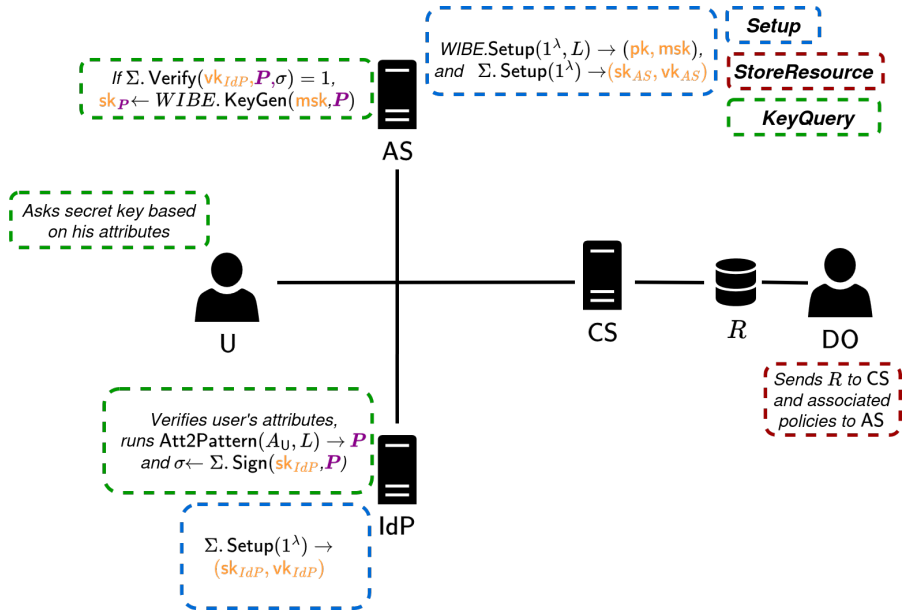 Setup
WIBE.Setup(1^λ, L) → (pk, msk),
and Σ. Setup(1^λ) →(sk_AS, vk_AS)
StoreResource
If Σ. Verify(vk_IdP, P,σ) = 1,
sk_P← WIBE. KeyGen(msk,P)
KeyQuery
AS
Asks secret key based
on his attributes
U
CS
R
DO
Sends R to CS
and associated
policies to AS
Verifies user's attributes,
runs Att2Pattern(A_U, L) → P
and σ← Σ. Sign(sk_IdP,P)
IdP
Σ. Setup(1^λ) →
(sk_IdP, vk_IdP)